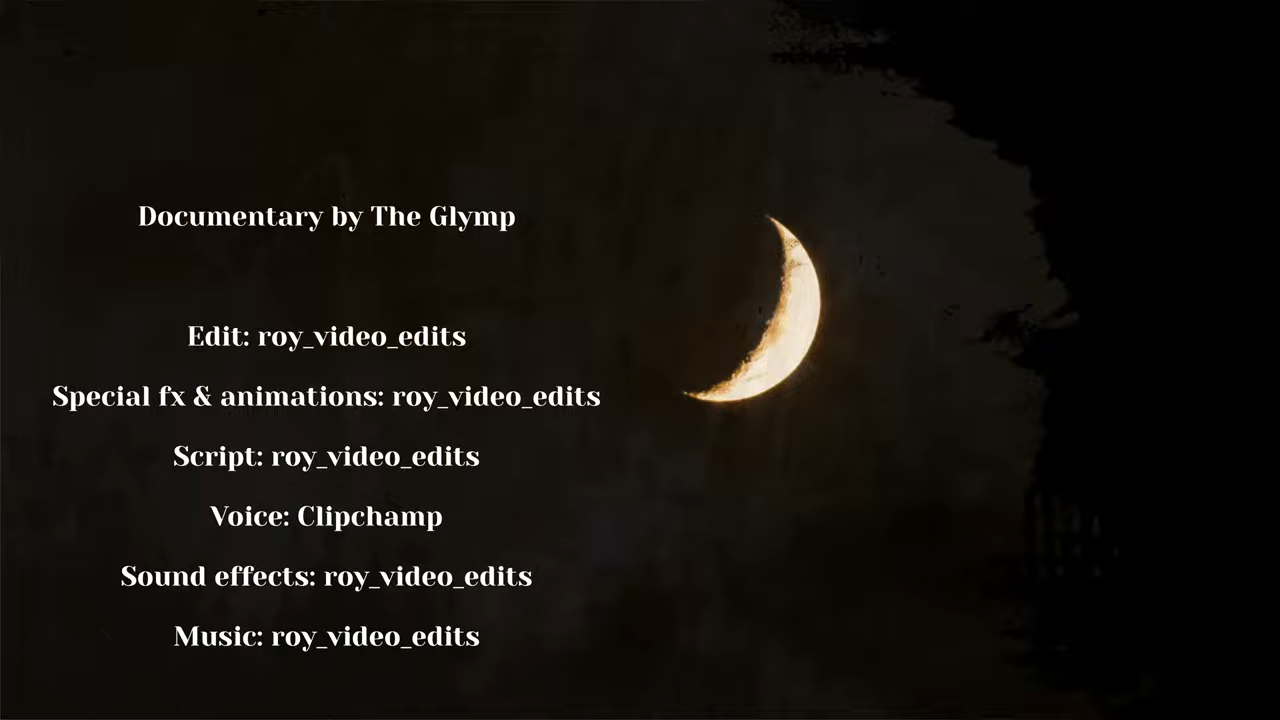 Documentary by The Glymp
Edit: roy_video_edits
Special fx & animations: roy_video_edits
Script: roy_video_edits
Voice: Clipchamp
Sound effects: roy_video_edits
Music: roy_video_edits